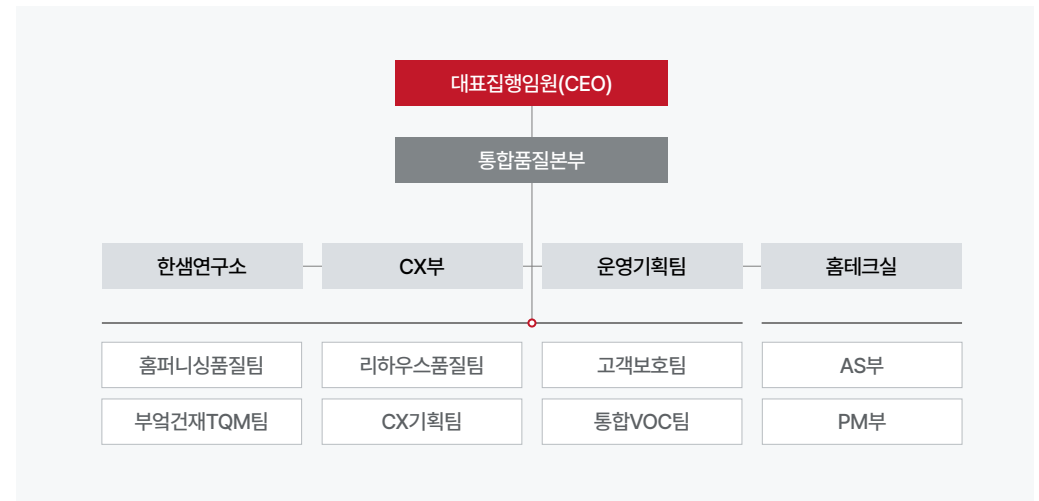 대표집행임원(CEO)
통합품질본부
한샘연구소
CX부
운영기획팀
홈테크실
홈퍼니싱품질팀
리하우스품질팀
고객보호팀
AS부
부엌건재TQM팀
CX기획팀
통합VOC팀
PM부